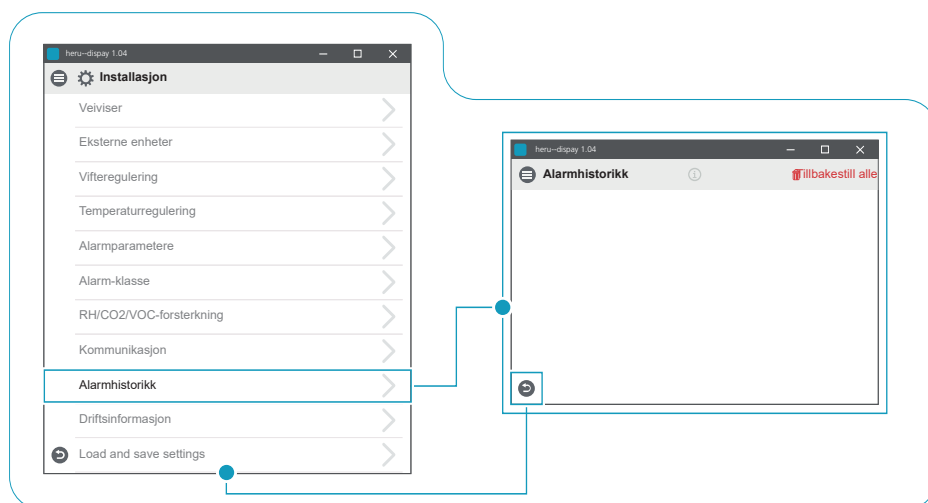 heru–dispay 1.04
Installasjon
Veiviser
Eksterne enheter
Vifteregulering
Temperaturregulering
Alarmparametere
Alarm-klasse
RH/CO2/VOC-forsterkning
Kommunikasjon
Alarmhistorikk
Driftsinformasjon
Load and save settings
heru–dispay 1.04
Alarmhistorikk
Tillbakestill alle